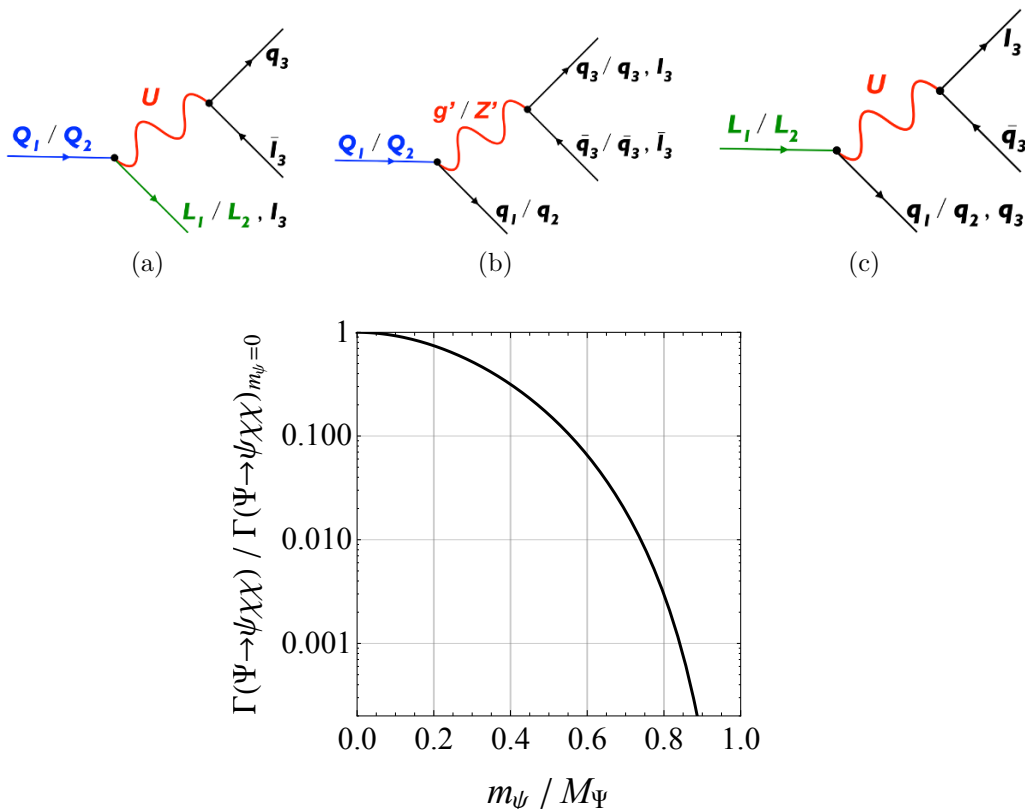 q₃
U
Q₁ / Q₂
l̄₃
L₁ / L₂ , l₃
(a)
q₃ / q₃ , l₃
g' / Z'
Q₁ / Q₂
q̄₃ / q̄₃ , l̄₃
q₁ / q₂
(b)
l₃
U
L₁ / L₂
q̄₃
q₁ / q₂ , q₃
(c)
Γ(Ψ→ψχχ) / Γ(Ψ→ψχχ)mψ=0
1
0.100
0.010
0.001
0.0 0.2 0.4 0.6 0.8 1.0
mψ / MΨ